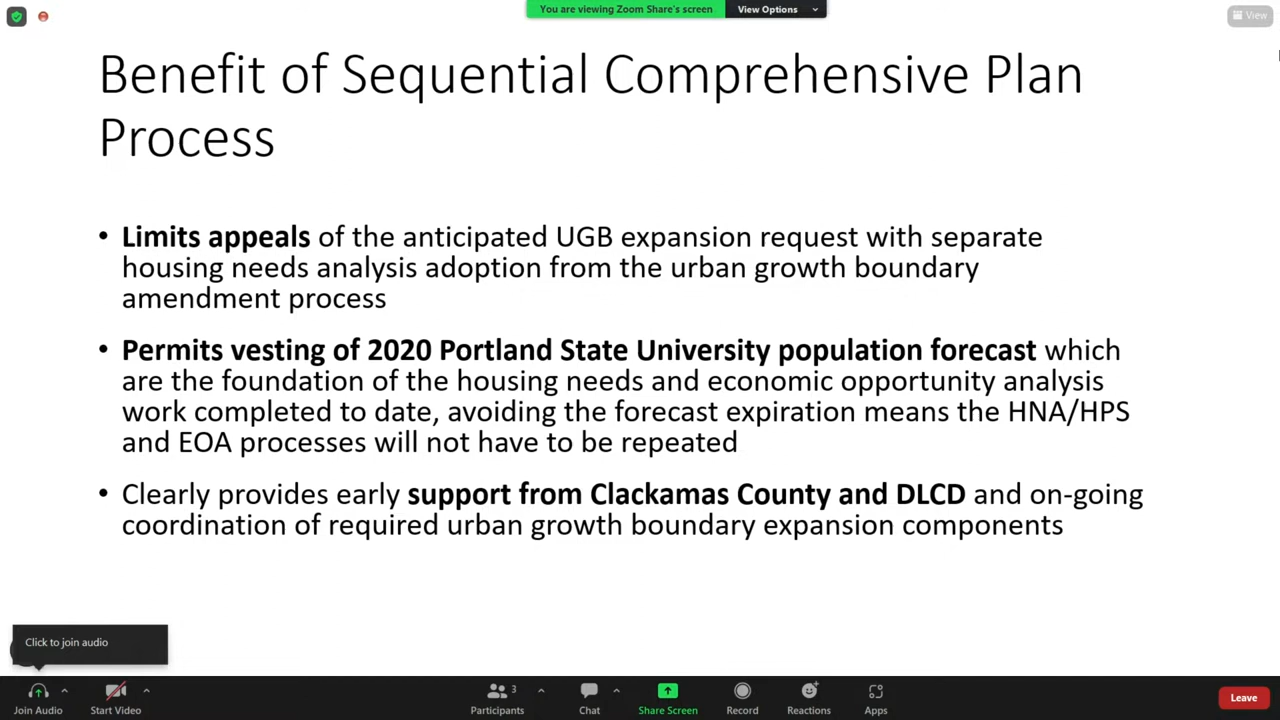 You are viewing Zoom Share's screen View Options
View
Benefit of Sequential Comprehensive Plan
Process
• Limits appeals of the anticipated UGB expansion request with separate
housing needs analysis adoption from the urban growth boundary
amendment process
• Permits vesting of 2020 Portland State University population forecast which
are the foundation of the housing needs and economic opportunity analysis
work completed to date, avoiding the forecast expiration means the HNA/HPS
and EOA processes will not have to be repeated
• Clearly provides early support from Clackamas County and DLCD and on-going
coordination of required urban growth boundary expansion components
Click to join audio
3
Join Audio Start Video Participants Chat Share Screen Record Reactions Apps Leave